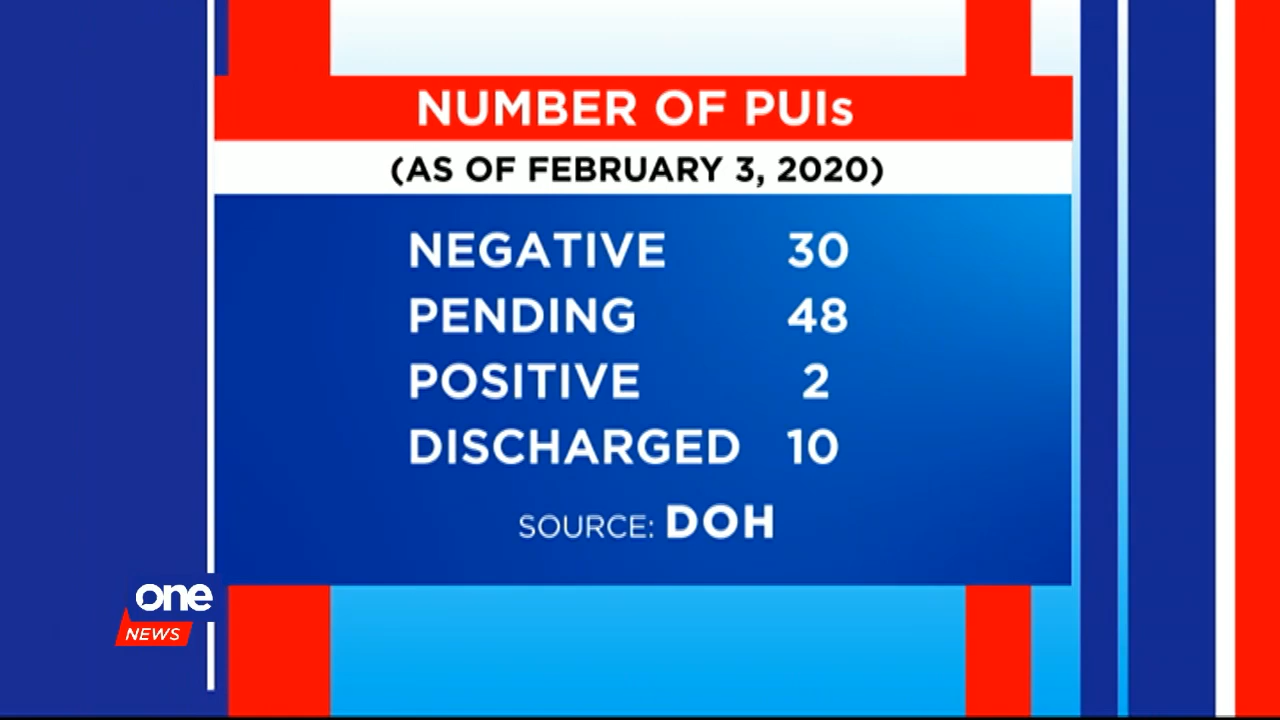 NUMBER OF PUIs
(AS OF FEBRUARY 3, 2020)
NEGATIVE 30
PENDING 48
POSITIVE 2
DISCHARGED 10
SOURCE: DOH
one
NEWS